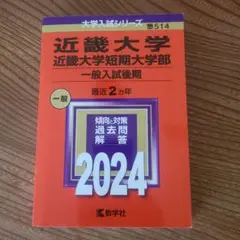 大学入試シリーズ
514
近畿大学
近畿大学短期大学部
一般入試後期
最近2カ年
一般
傾向と対策
過去問
解答
2024
教学社